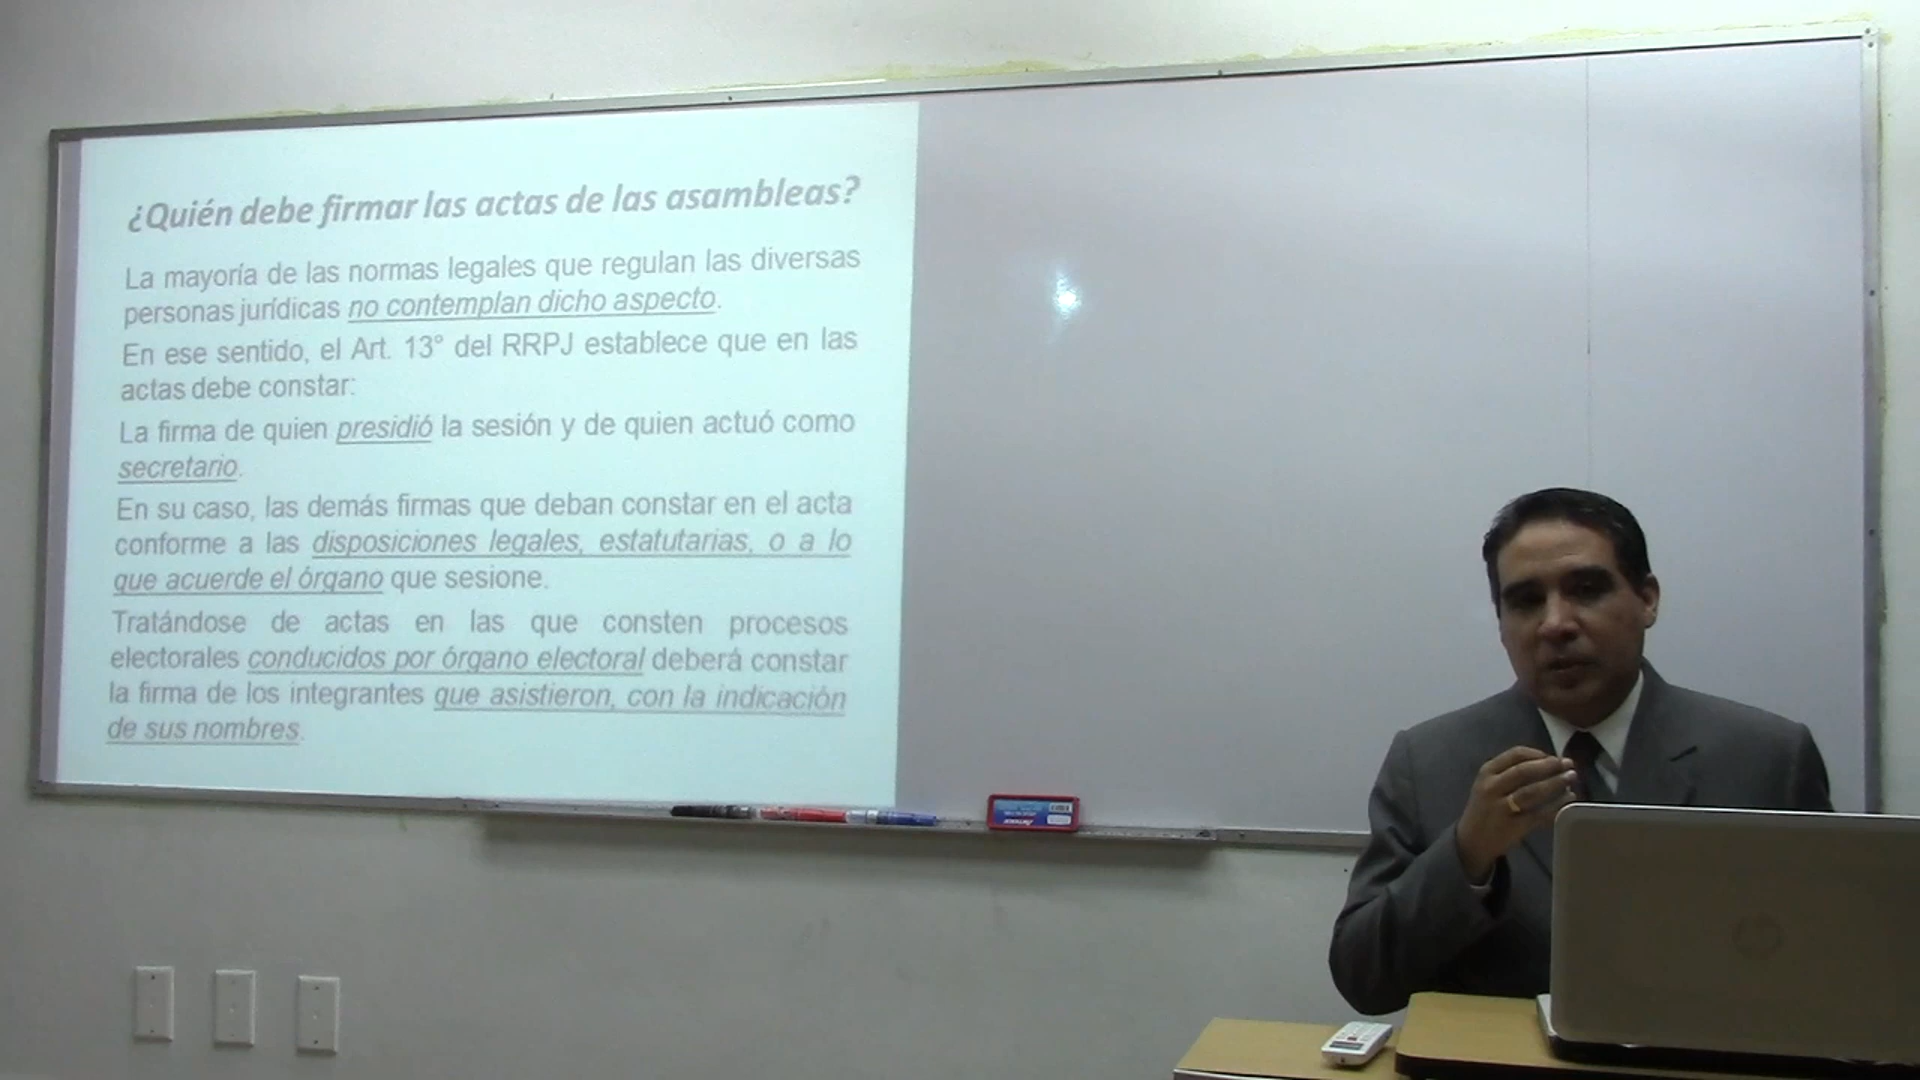 ¿Quién debe firmar las actas de las asambleas?
La mayoría de las normas legales que regulan las diversas
personas jurídicas no contemplan dicho aspecto.
En ese sentido, el Art. 13° del RRPJ establece que en las
actas debe constar:
La firma de quien presidió la sesión y de quien actuó como
secretario.
En su caso, las demás firmas que deban constar en el acta
conforme a las disposiciones legales, estatutarias, o a lo
que acuerde el órgano que sesione.
Tratándose de actas en las que consten procesos
electorales conducidos por órgano electoral deberá constar
la firma de los integrantes que asistieron, con la indicación
de sus nombres.